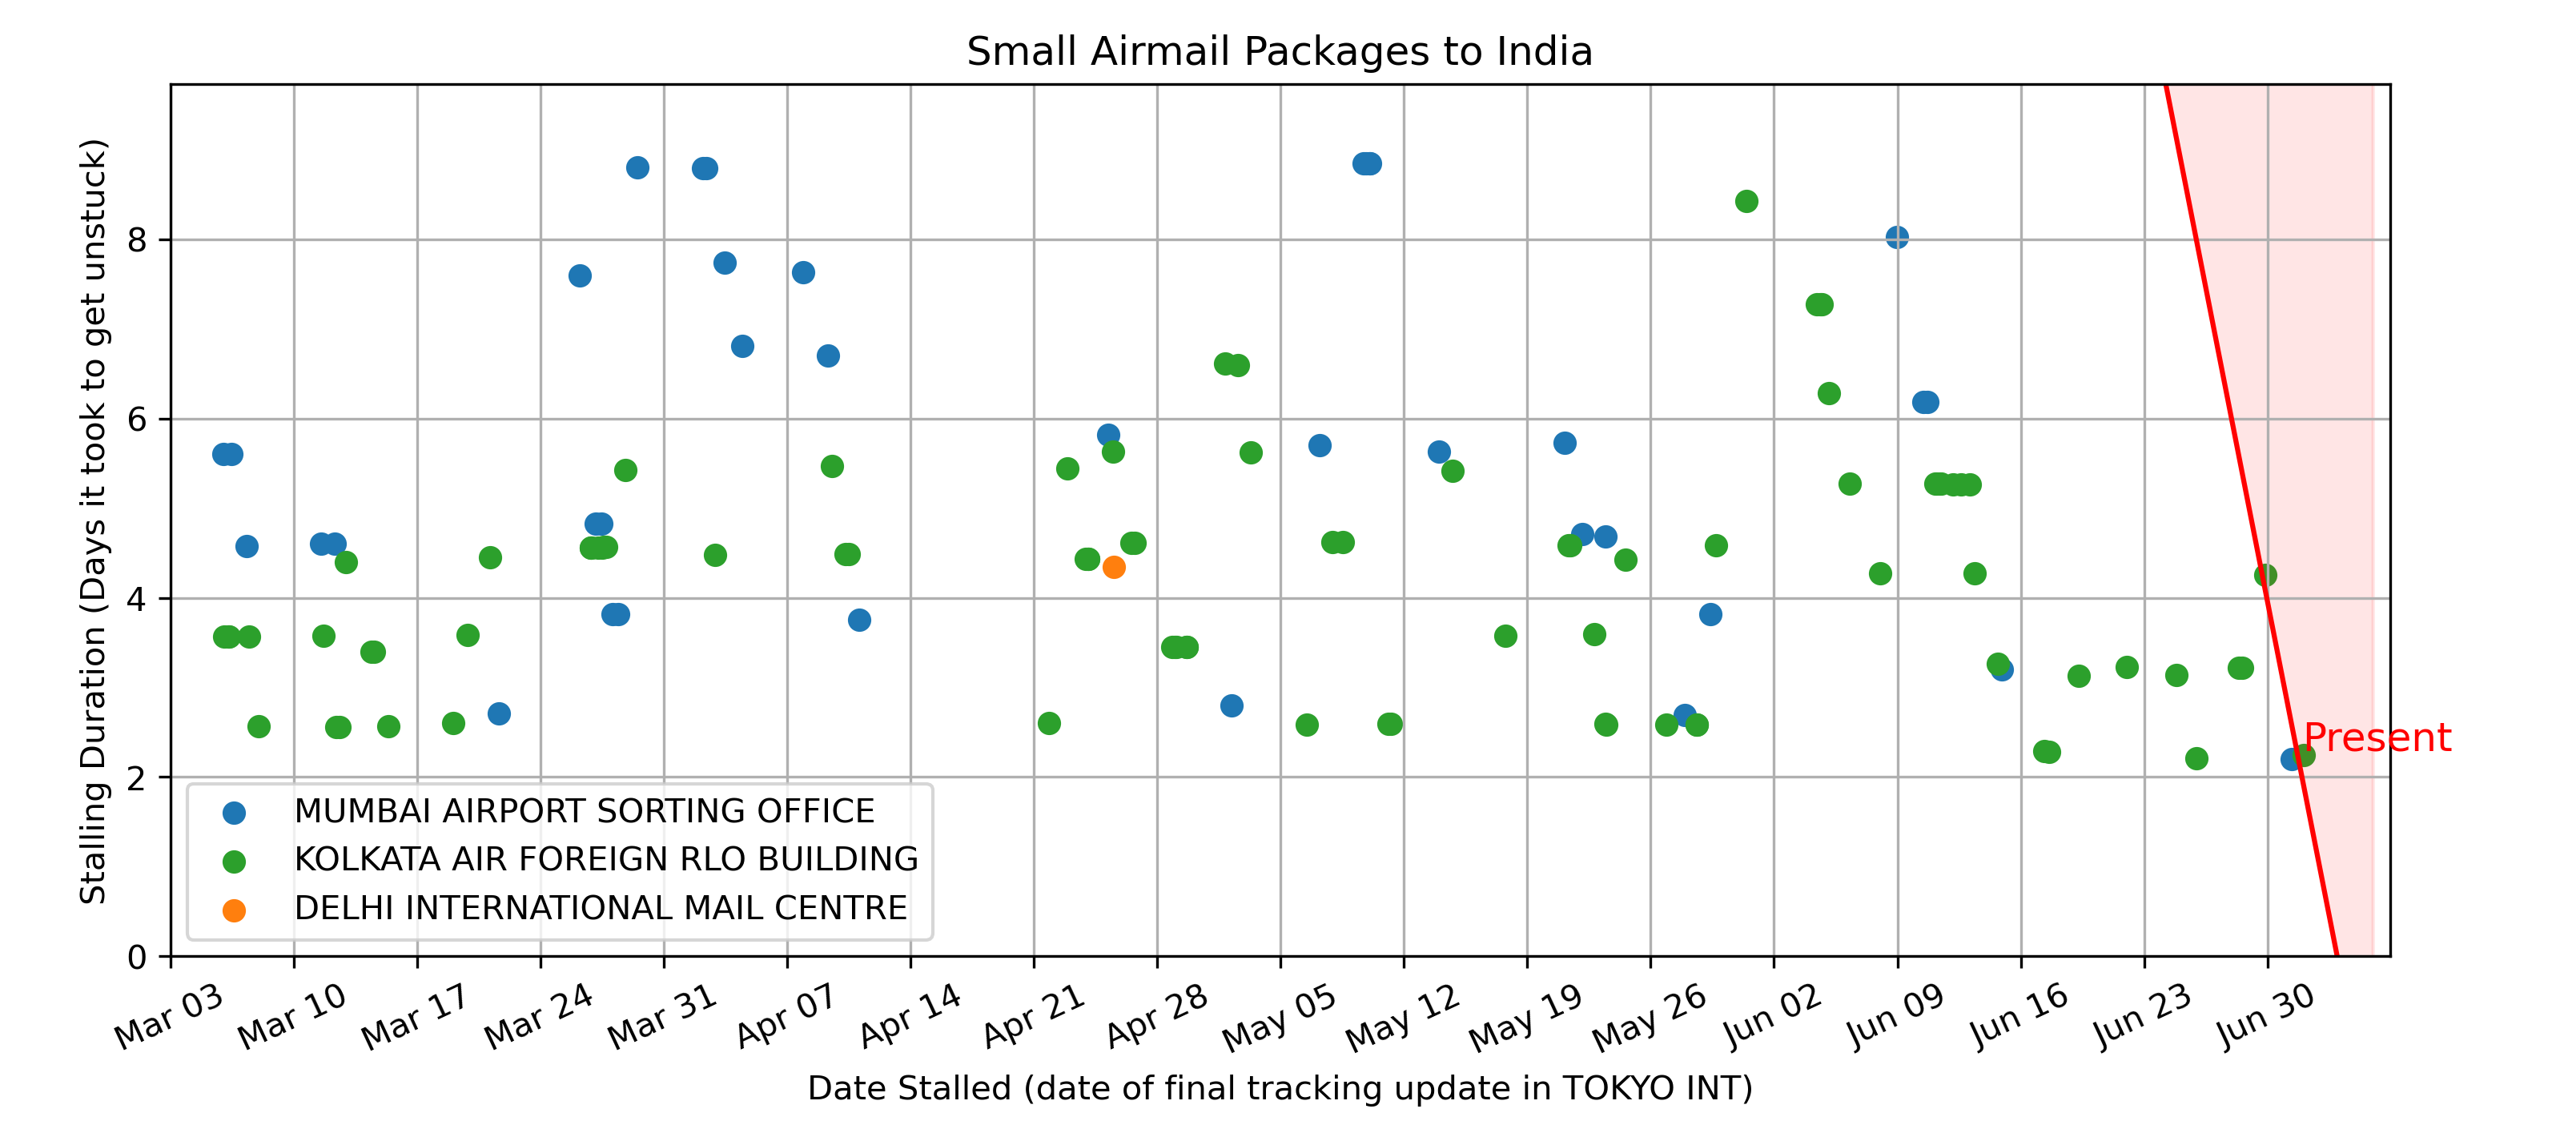 Small Airmail Packages to India
Stalling Duration (Days it took to get unstuck)
8
6
4
2
0
Present
MUMBAI AIRPORT SORTING OFFICE
KOLKATA AIR FOREIGN RLO BUILDING
DELHI INTERNATIONAL MAIL CENTRE
Mar 03 Mar 10 Mar 17 Mar 24 Mar 31 Apr 07 Apr 14 Apr 21 Apr 28 May 05 May 12 May 19 May 26 Jun 02 Jun 09 Jun 16 Jun 23 Jun 30
Date Stalled (date of final tracking update in TOKYO INT)